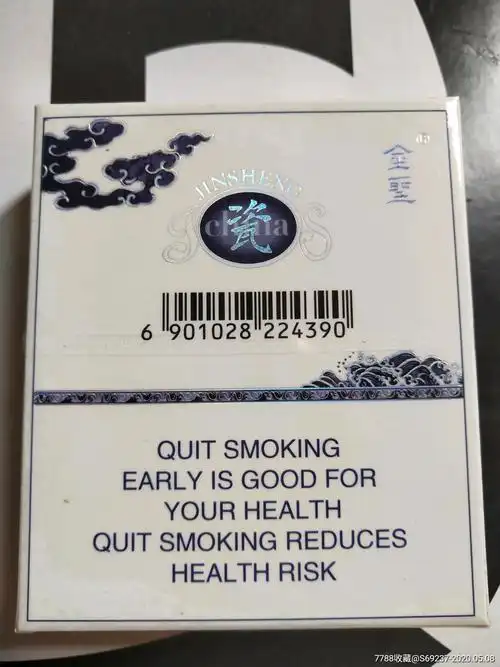 JINSHENG
金聖
china
瓷
6 901028 224390
QUIT SMOKING
EARLY IS GOOD FOR
YOUR HEALTH
QUIT SMOKING REDUCES
HEALTH RISK
7788收藏@S69237-2020.05.08